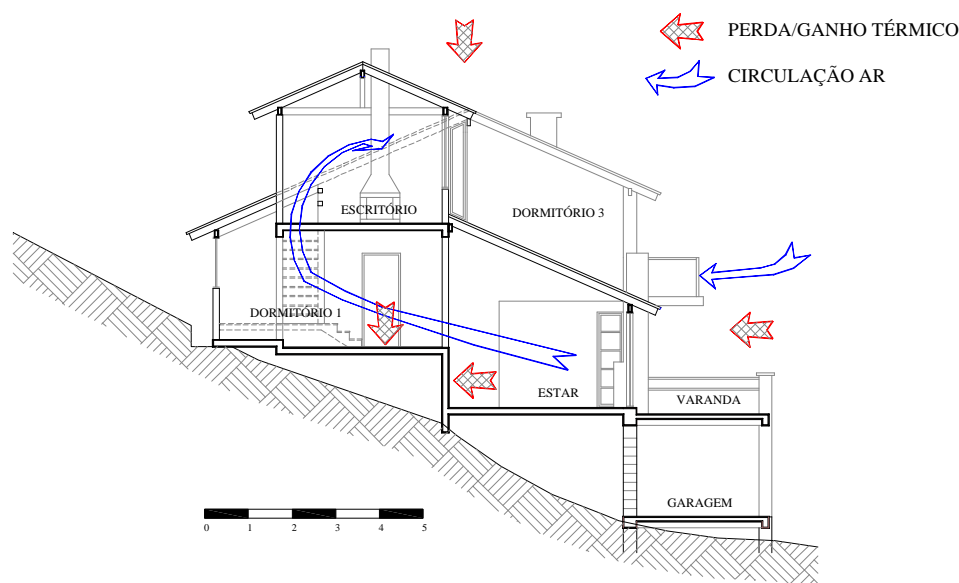 PERDA/GANHO TÉRMICO
CIRCULAÇÃO AR
ESCRITÓRIO
DORMITÓRIO 3
DORMITÓRIO 1
ESTAR
VARANDA
GARAGEM
0 1 2 3 4 5